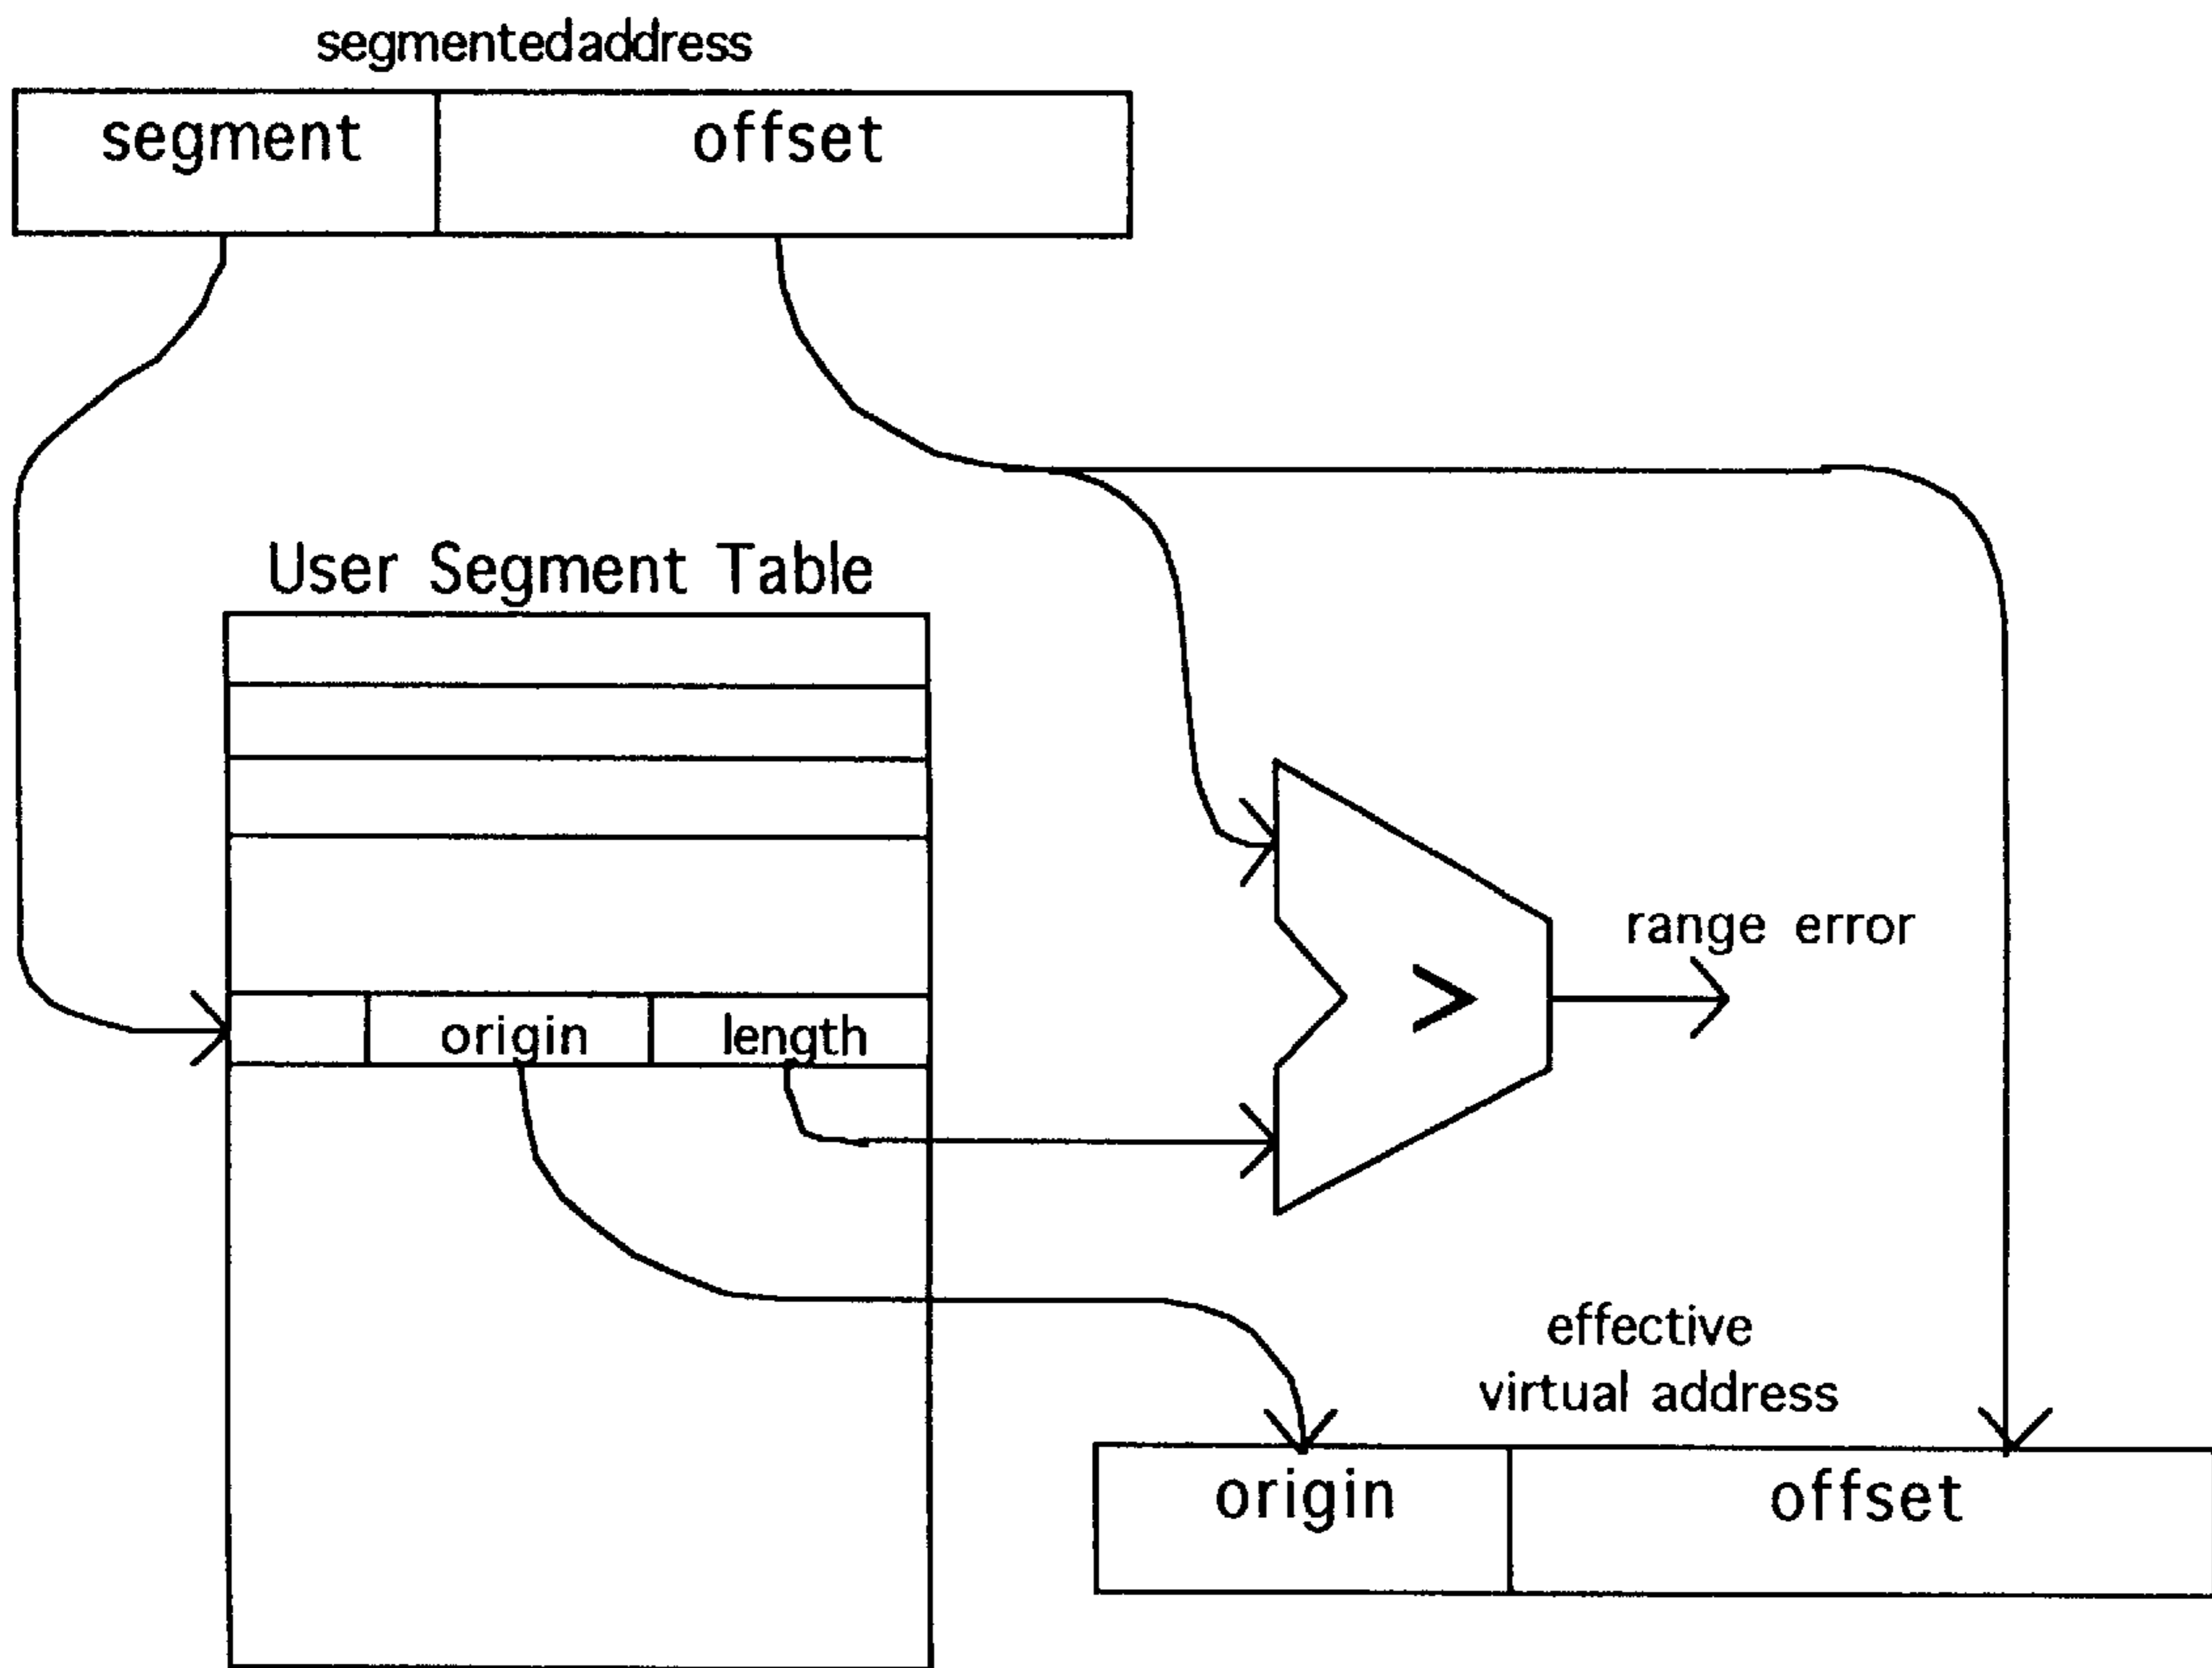 segmentedaddress
segment offset
User Segment Table
range error
>
origin length
effective
virtual address
origin offset